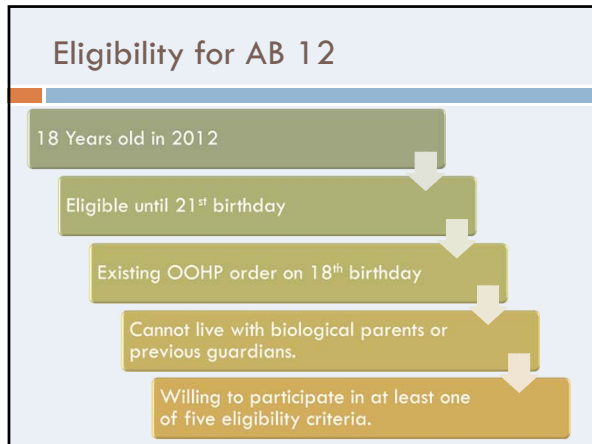 Eligibility for AB 12
18 Years old in 2012
Eligible until 21st birthday
Existing OOHP order on 18th birthday
Cannot live with biological parents or
previous guardians.
Willing to participate in at least one
of five eligibility criteria.